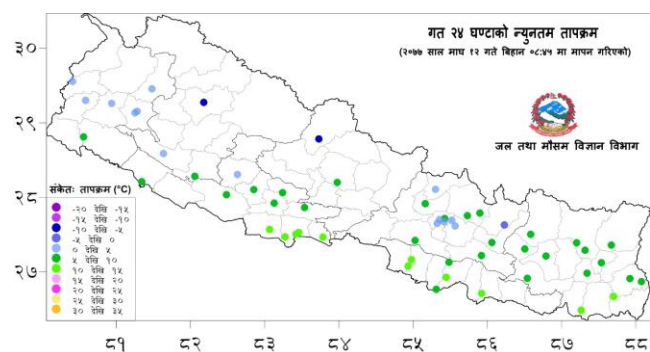 गत २४ घण्टाको न्युनतम तापक्रम
(२०७७ साल माघ १२ गते बिहान ०८:४५ मा मापन गरिएको)
जल तथा मौसम विज्ञान विभाग
३०
२९
२८
२७
संकेतः तापक्रम (°C)
-२० देखि -१५
-१५ देखि -१०
-१० देखि -५
-५ देखि ०
० देखि ५
५ देखि १०
१० देखि १५
१५ देखि २०
२० देखि २५
२५ देखि ३०
३० देखि ३५
८१ ८२ ८३ ८४ ८५ ८६ ८७ ८८